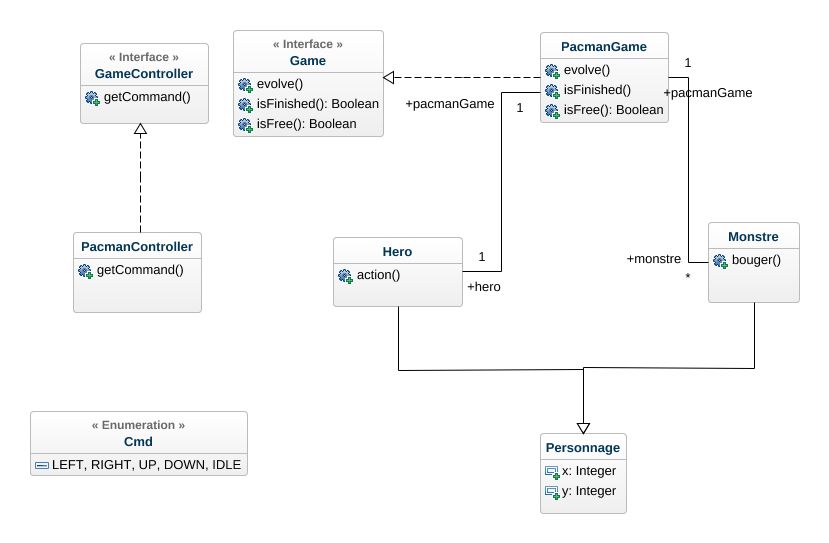 « Interface »
GameController
getCommand()
« Interface »
Game
evolve()
isFinished(): Boolean
isFree(): Boolean
PacmanGame
evolve()
isFinished()
isFree(): Boolean
+pacmanGame
1
1
+pacmanGame
PacmanController
getCommand()
Hero
action()
1
+hero
Monstre
bouger()
+monstre
*
« Enumeration »
Cmd
LEFT, RIGHT, UP, DOWN, IDLE
Personnage
x: Integer
y: Integer